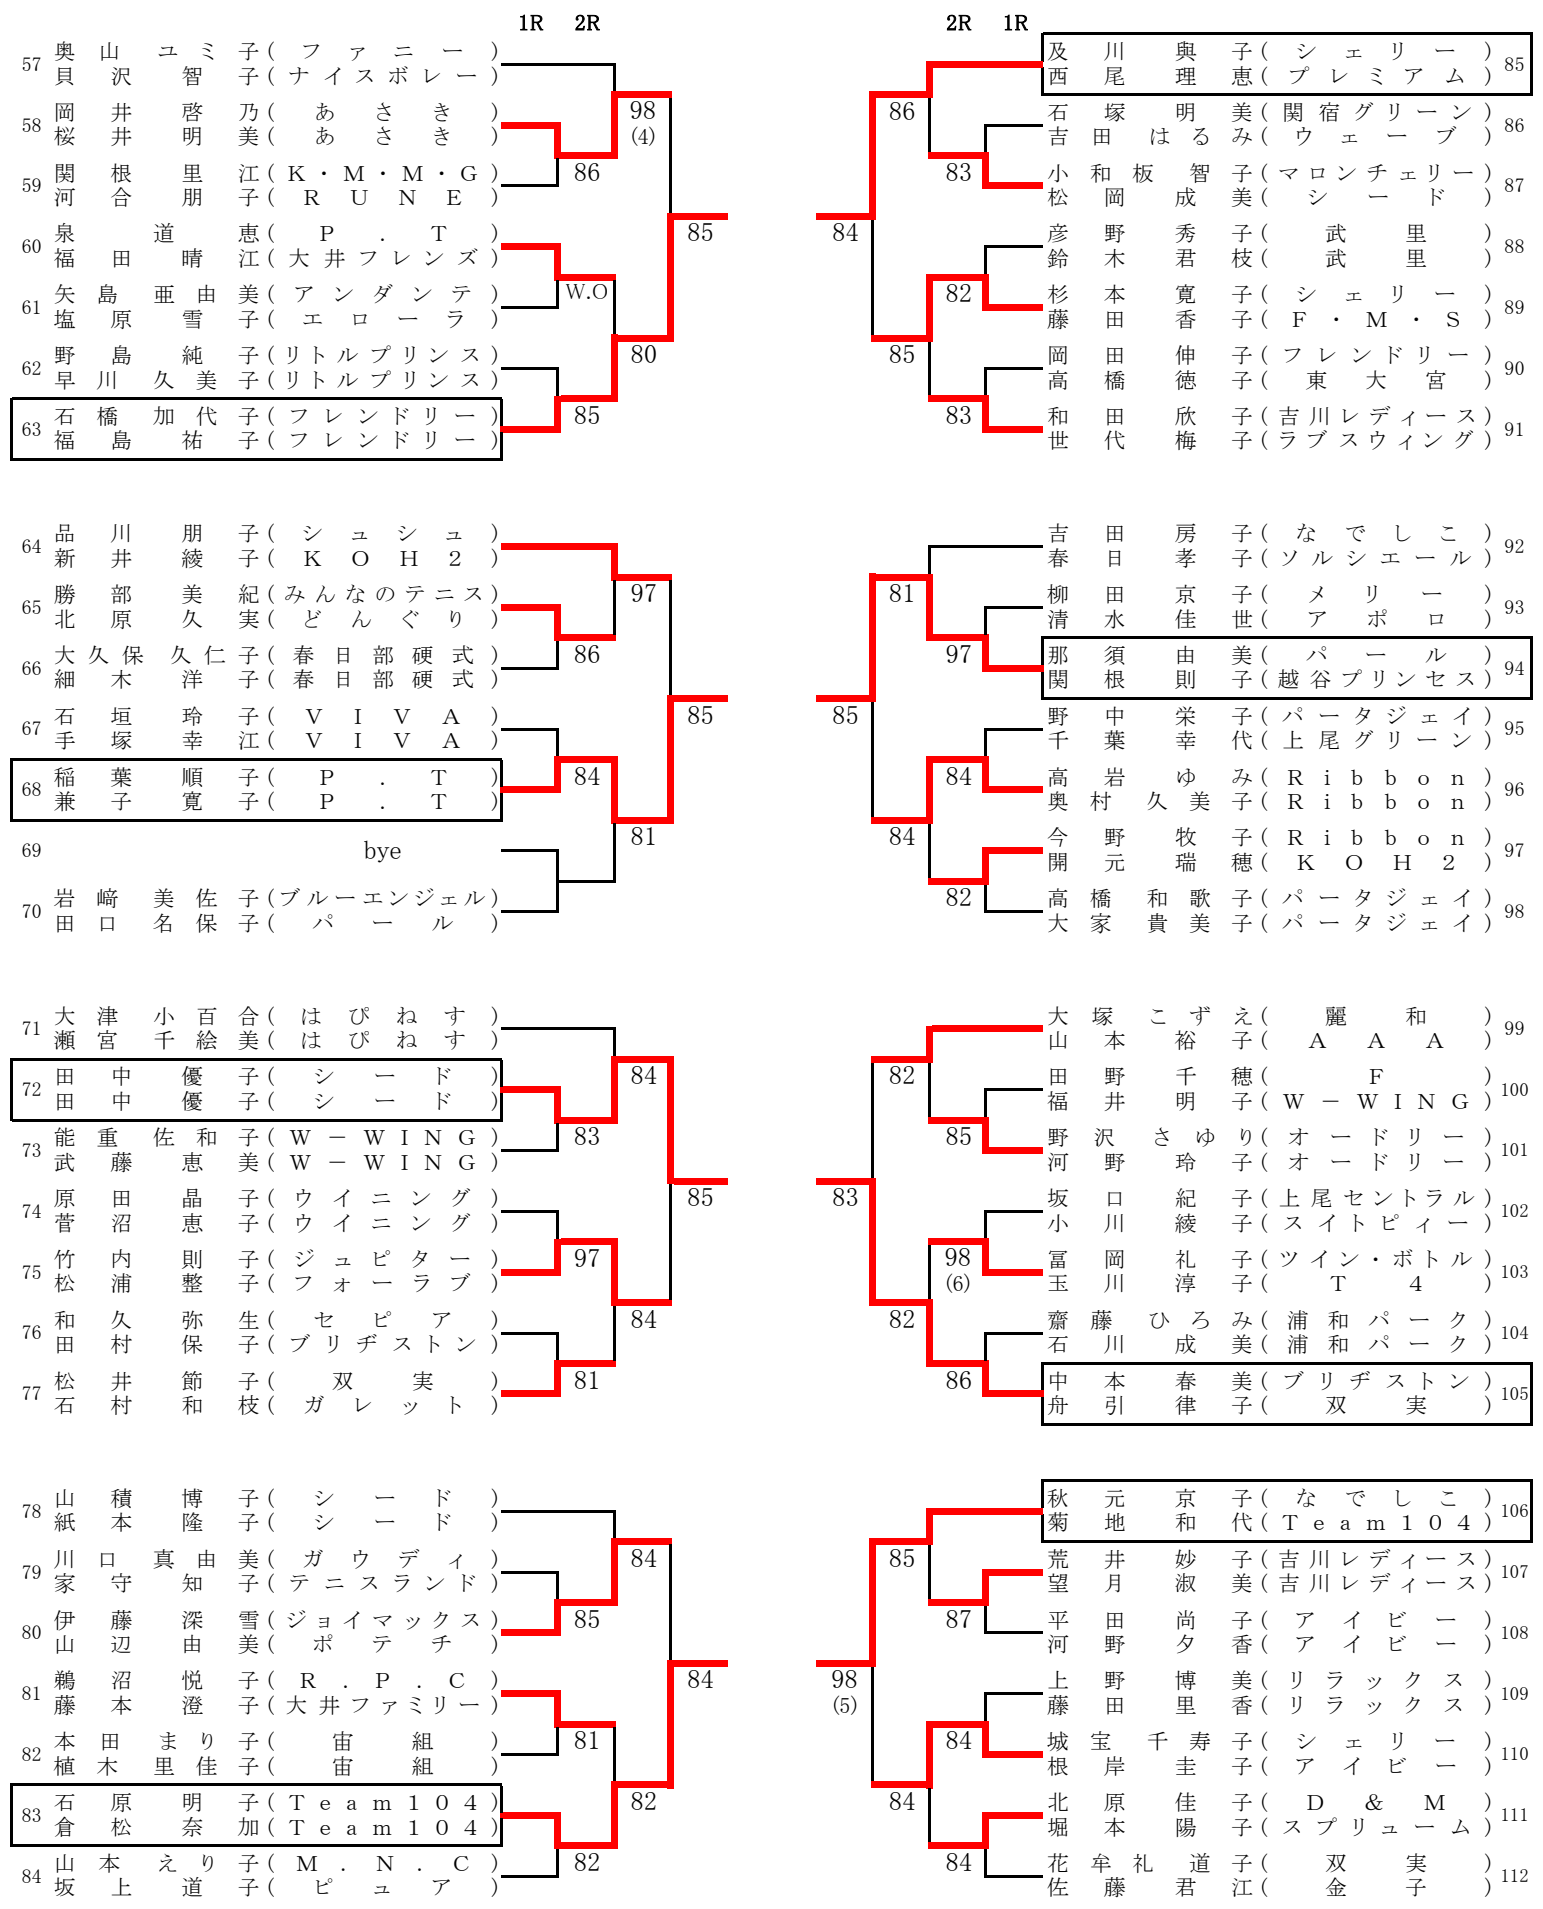 1R 2R
57 奥山 ユミ子(ファニー)
貝沢 智子(ナイスボレー)
58 岡井 啓乃(あさき)
桜井 明美(あさき)
59 関根 里江(K・M・M・G)
河合 朋子(RUNE)
60 泉 道恵(P.T)
福田 晴江(大井フレンズ)
61 矢島 亜由美(アンダンテ)
塩原 雪子(エローラ)
62 野島 純子(リトルプリンス)
早川 久美子(リトルプリンス)
63 石橋 加代子(フレンドリー)
福島 祐子(フレンドリー)
98
(4)
86
85
W.O
80
85
64 品川 朋子(シュシュ)
新井 綾子(KOH2)
65 勝部 美紀(みんなのテニス)
北原 久実(どんぐり)
66 大久保 久仁子(春日部硬式)
細木 洋子(春日部硬式)
67 石垣 玲子(VIVA)
手塚 幸江(VIVA)
68 稲葉 順子(P.T)
兼子 寛子(P.T)
69 bye
70 岩﨑 美佐子(ブルーエンジェル)
田口 名保子(パール)
97
86
85
84
81
71 大津 小百合(はぴねす)
瀬宮 千絵美(はぴねす)
72 田中 優子(シード)
田中 優子(シード)
73 能重 佐和子(W－WING)
武藤 恵美(W－WING)
74 原田 晶子(ウイニング)
菅沼 恵子(ウイニング)
75 竹内 則子(ジュピター)
松浦 整子(フォーラブ)
76 和久 弥生(セピア)
田村 保子(ブリヂストン)
77 松井 節子(双実)
石村 和枝(ガレット)
84
83
85
97
84
81
78 山積 博子(シード)
紙本 隆子(シード)
79 川口 真由美(ガウディ)
家守 知子(テニスランド)
80 伊藤 深雪(ジョイマックス)
山辺 由美(ポテチ)
81 鵜沼 悦子(R.P.C)
藤本 澄子(大井ファミリー)
82 本田 まり子(宙組)
植木 里佳子(宙組)
83 石原 明子(Team104)
倉松 奈加(Team104)
84 山本 えり子(M.N.C)
坂上 道子(ピュア)
84
85
84
81
82
82
2R 1R
及川 與子(シェリー) 85
西尾 理恵(プレミアム)
石塚 明美(関宿グリーン) 86
吉田 はるみ(ウェーブ)
小和板 智子(マロンチェリー) 87
松岡 成美(シード)
彦野 秀子(武里) 88
鈴木 君枝(武里)
杉本 寛子(シェリー) 89
藤田 香子(F・M・S)
岡田 伸子(フレンドリー) 90
高橋 徳子(東大宮)
和田 欣子(吉川レディース) 91
世代 梅子(ラブスウィング)
86
83
84
82
85
83
吉田 房子(なでしこ) 92
春日 孝子(ソルシエール)
柳田 京子(メリー) 93
清水 佳世(アポロ)
那須 由美(パール) 94
関根 則子(越谷プリンセス)
野中 栄子(パータジェイ) 95
千葉 幸代(上尾グリーン)
高岩 ゆみ(Ribbon) 96
奥村 久美子(Ribbon)
今野 牧子(Ribbon) 97
開元 瑞穂(KOH2)
高橋 和歌子(パータジェイ) 98
大家 貴美子(パータジェイ)
81
97
85
84
84
82
大塚 こずえ(麗和) 99
山本 裕子(AAA)
田野 千穂(F) 100
福井 明子(W－WING)
野沢 さゆり(オードリー) 101
河野 玲子(オードリー)
坂口 紀子(上尾セントラル) 102
小川 綾子(スイトピィー)
冨岡 礼子(ツイン・ボトル) 103
玉川 淳子(T4)
齋藤 ひろみ(浦和パーク) 104
石川 成美(浦和パーク)
中本 春美(ブリヂストン) 105
舟引 律子(双実)
82
85
83
98
(6)
82
86
秋元 京子(なでしこ) 106
菊地 和代(Team104)
荒井 妙子(吉川レディース) 107
望月 淑美(吉川レディース)
平田 尚子(アイビー) 108
河野 夕香(アイビー)
上野 博美(リラックス) 109
藤田 里香(リラックス)
城宝 千寿子(シェリー) 110
根岸 圭子(アイビー)
北原 佳子(D&M) 111
堀本 陽子(スプリューム)
花牟礼 道子(双実) 112
佐藤 君江(金子)
85
87
98
(5)
84
84
84